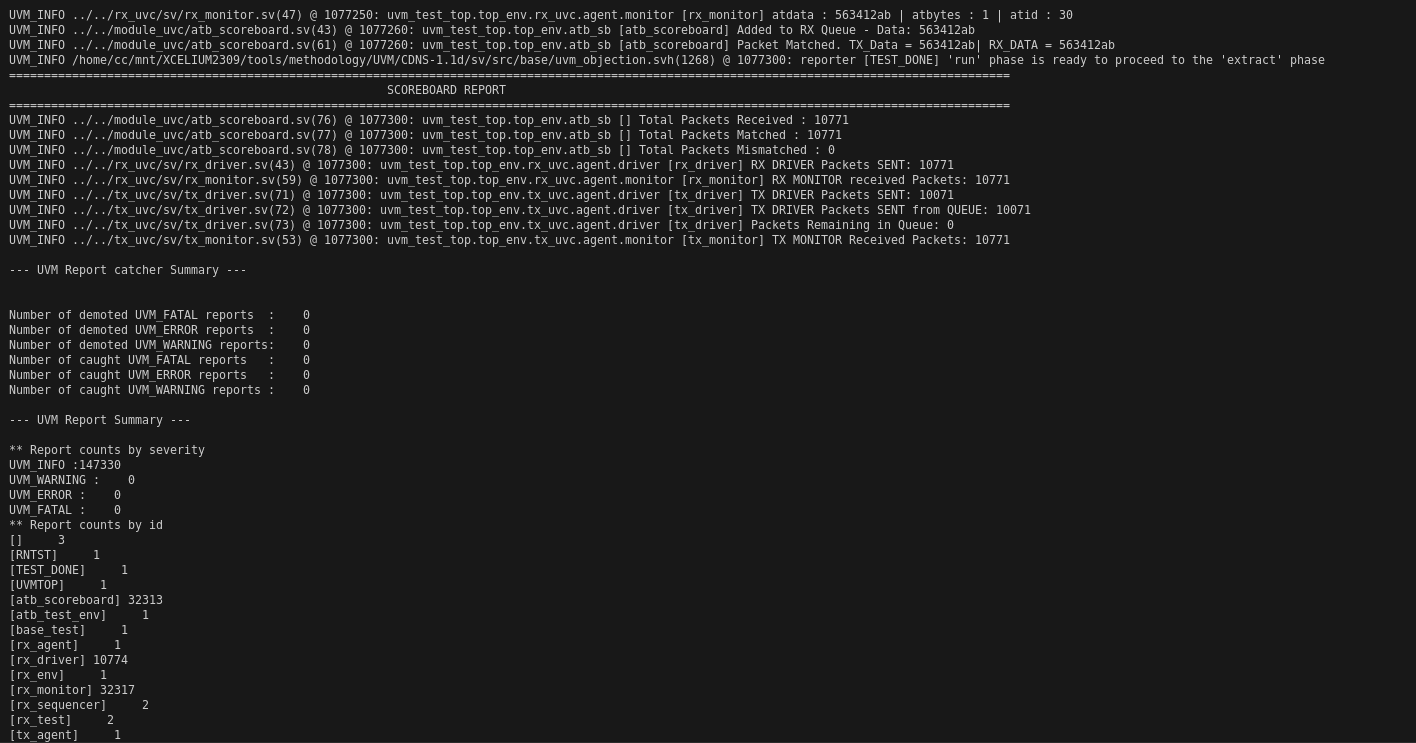 UVM_INFO ../../rx_uvc/sv/rx_monitor.sv(47) @ 1077250: uvm_test_top.top_env.rx_uvc.agent.monitor [rx_monitor] atdata : 563412ab | atbytes : 1 | atid : 30
UVM_INFO ../../module_uvc/atb_scoreboard.sv(43) @ 1077260: uvm_test_top.top_env.atb_sb [atb_scoreboard] Added to RX Queue - Data: 563412ab
UVM_INFO ../../module_uvc/atb_scoreboard.sv(61) @ 1077260: uvm_test_top.top_env.atb_sb [atb_scoreboard] Packet Matched. TX_Data = 563412ab| RX_DATA = 563412ab
UVM_INFO /home/cc/mnt/XCELIUM2309/tools/methodology/UVM/CDNS-1.1d/sv/src/base/uvm_objection.svh(1268) @ 1077300: reporter [TEST_DONE] 'run' phase is ready to proceed to the 'extract' phase
===============================================================================================================================================
SCOREBOARD REPORT
===============================================================================================================================================
UVM_INFO ../../module_uvc/atb_scoreboard.sv(76) @ 1077300: uvm_test_top.top_env.atb_sb [] Total Packets Received : 10771
UVM_INFO ../../module_uvc/atb_scoreboard.sv(77) @ 1077300: uvm_test_top.top_env.atb_sb [] Total Packets Matched : 10771
UVM_INFO ../../module_uvc/atb_scoreboard.sv(78) @ 1077300: uvm_test_top.top_env.atb_sb [] Total Packets Mismatched : 0
UVM_INFO ../../rx_uvc/sv/rx_driver.sv(43) @ 1077300: uvm_test_top.top_env.rx_uvc.agent.driver [rx_driver] RX DRIVER Packets SENT: 10771
UVM_INFO ../../rx_uvc/sv/rx_monitor.sv(59) @ 1077300: uvm_test_top.top_env.rx_uvc.agent.monitor [rx_monitor] RX MONITOR received Packets: 10771
UVM_INFO ../../tx_uvc/sv/tx_driver.sv(71) @ 1077300: uvm_test_top.top_env.tx_uvc.agent.driver [tx_driver] TX DRIVER Packets SENT: 10071
UVM_INFO ../../tx_uvc/sv/tx_driver.sv(72) @ 1077300: uvm_test_top.top_env.tx_uvc.agent.driver [tx_driver] TX DRIVER Packets SENT from QUEUE: 10071
UVM_INFO ../../tx_uvc/sv/tx_driver.sv(73) @ 1077300: uvm_test_top.top_env.tx_uvc.agent.driver [tx_driver] Packets Remaining in Queue: 0
UVM_INFO ../../tx_uvc/sv/tx_monitor.sv(53) @ 1077300: uvm_test_top.top_env.tx_uvc.agent.monitor [tx_monitor] TX MONITOR Received Packets: 10771
--- UVM Report catcher Summary ---
Number of demoted UVM_FATAL reports  :    0
Number of demoted UVM_ERROR reports  :    0
Number of demoted UVM_WARNING reports:    0
Number of caught UVM_FATAL reports   :    0
Number of caught UVM_ERROR reports   :    0
Number of caught UVM_WARNING reports :    0
--- UVM Report Summary ---
** Report counts by severity
UVM_INFO :147330
UVM_WARNING :    0
UVM_ERROR :    0
UVM_FATAL :    0
** Report counts by id
[]     3
[RNTST]     1
[TEST_DONE]     1
[UVMTOP]     1
[atb_scoreboard] 32313
[atb_test_env]     1
[base_test]     1
[rx_agent]     1
[rx_driver] 10774
[rx_env]     1
[rx_monitor] 32317
[rx_sequencer]     2
[rx_test]     2
[tx_agent]     1